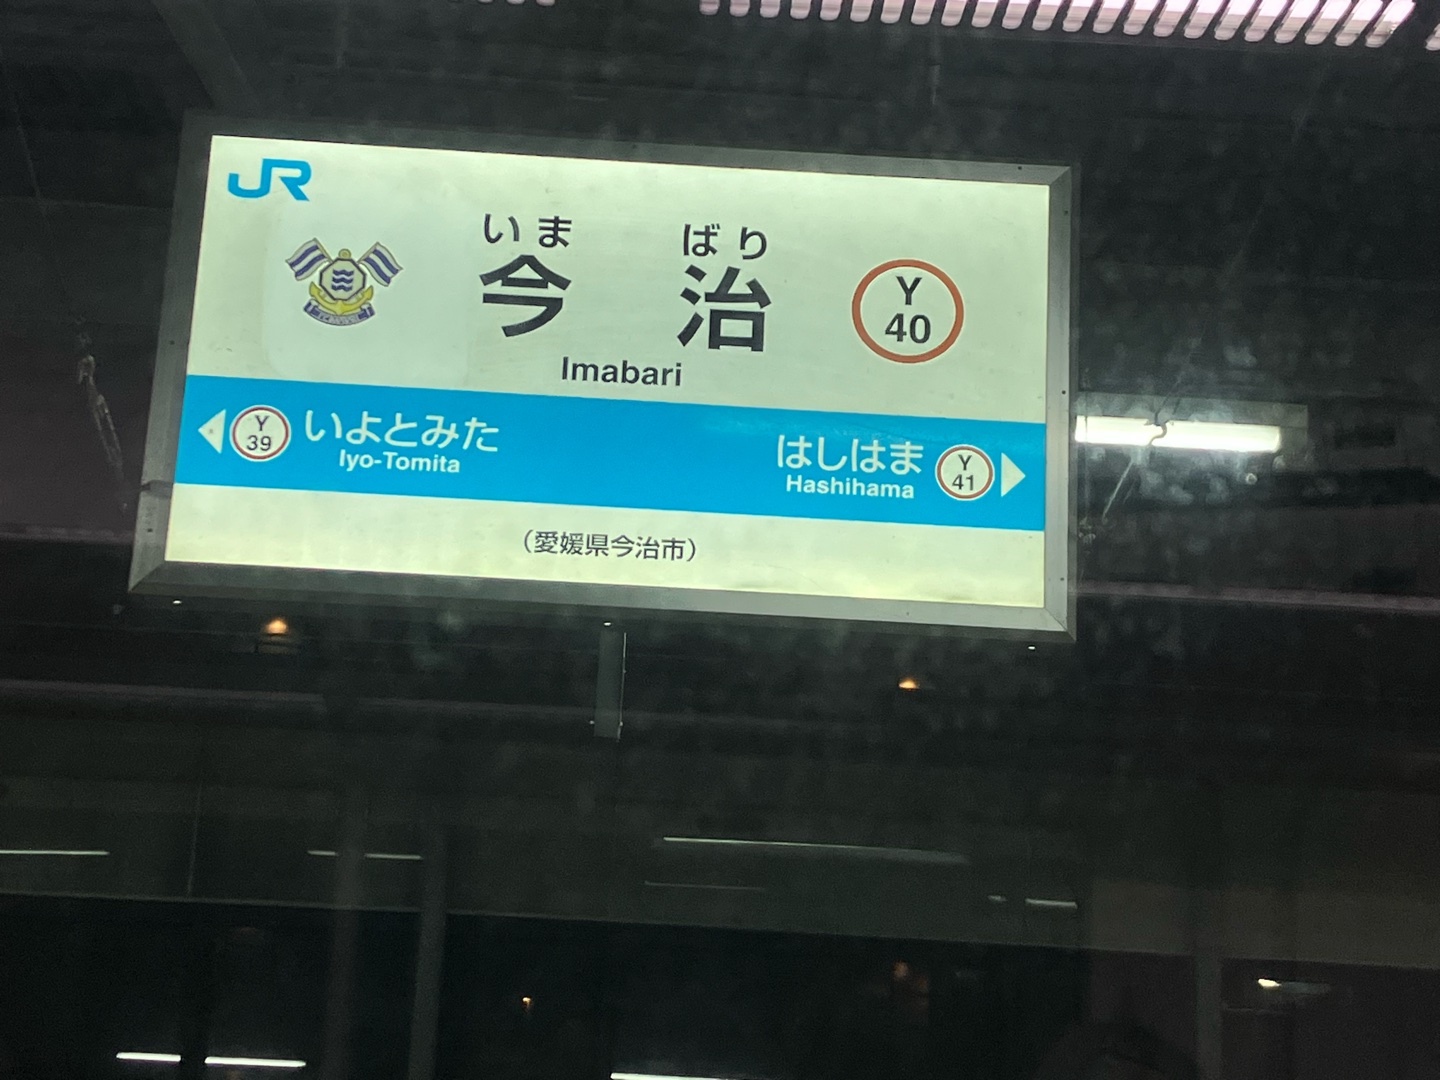 JR
いま ばり
今 治
Imabari
Y
40
Y
39
いよとみた
Iyo-Tomita
はしはま
Hashihama
Y
41
（愛媛県今治市）